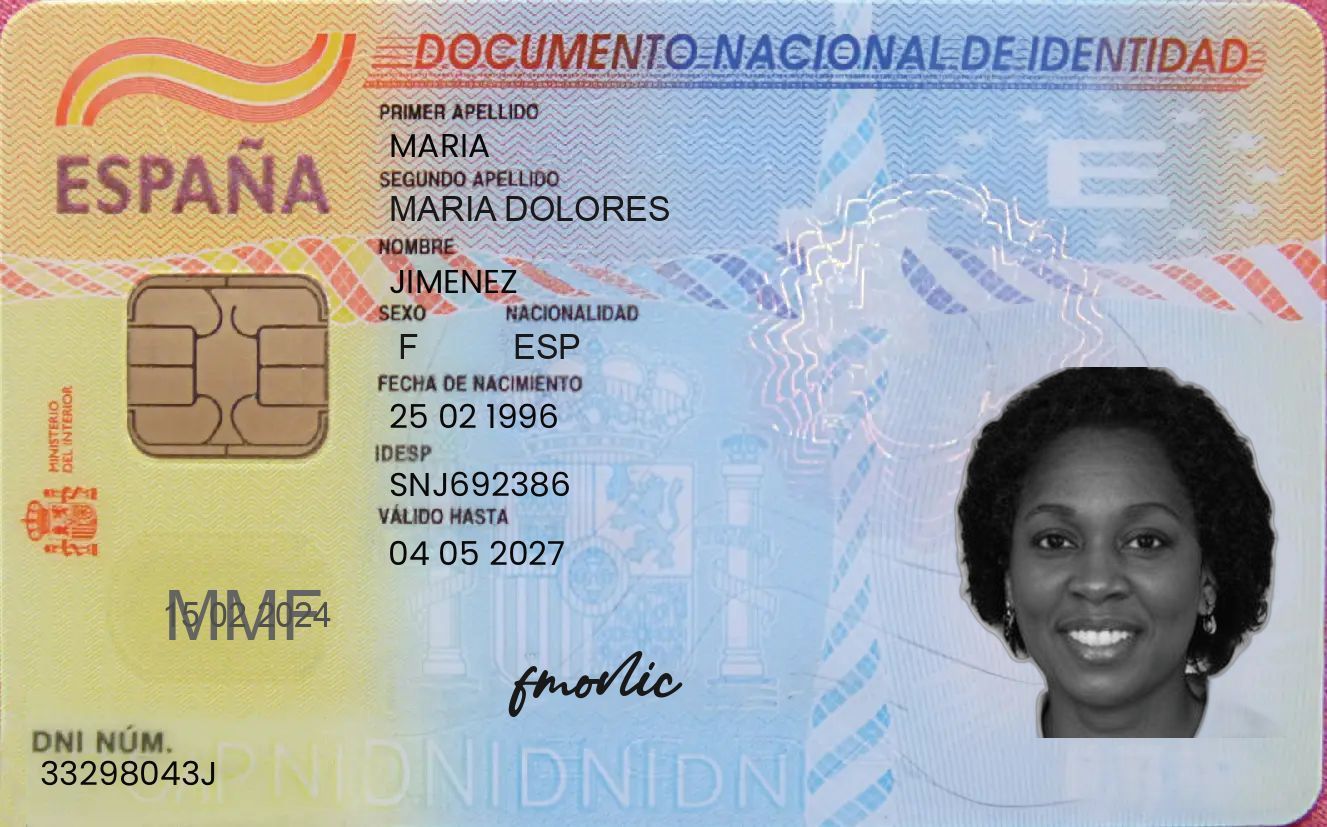 DOCUMENTO NACIONAL DE IDENTIDAD
ESPAÑA
PRIMER APELLIDO
MARIA
SEGUNDO APELLIDO
MARIA DOLORES
NOMBRE
JIMENEZ
SEXO NACIONALIDAD
F ESP
FECHA DE NACIMIENTO
25 02 1996
IDESP
SNJ692386
VÁLIDO HASTA
04 05 2027
MINISTERIO
DEL INTERIOR
E
MMF
15 02 2024
DNI NÚM.
33298043J